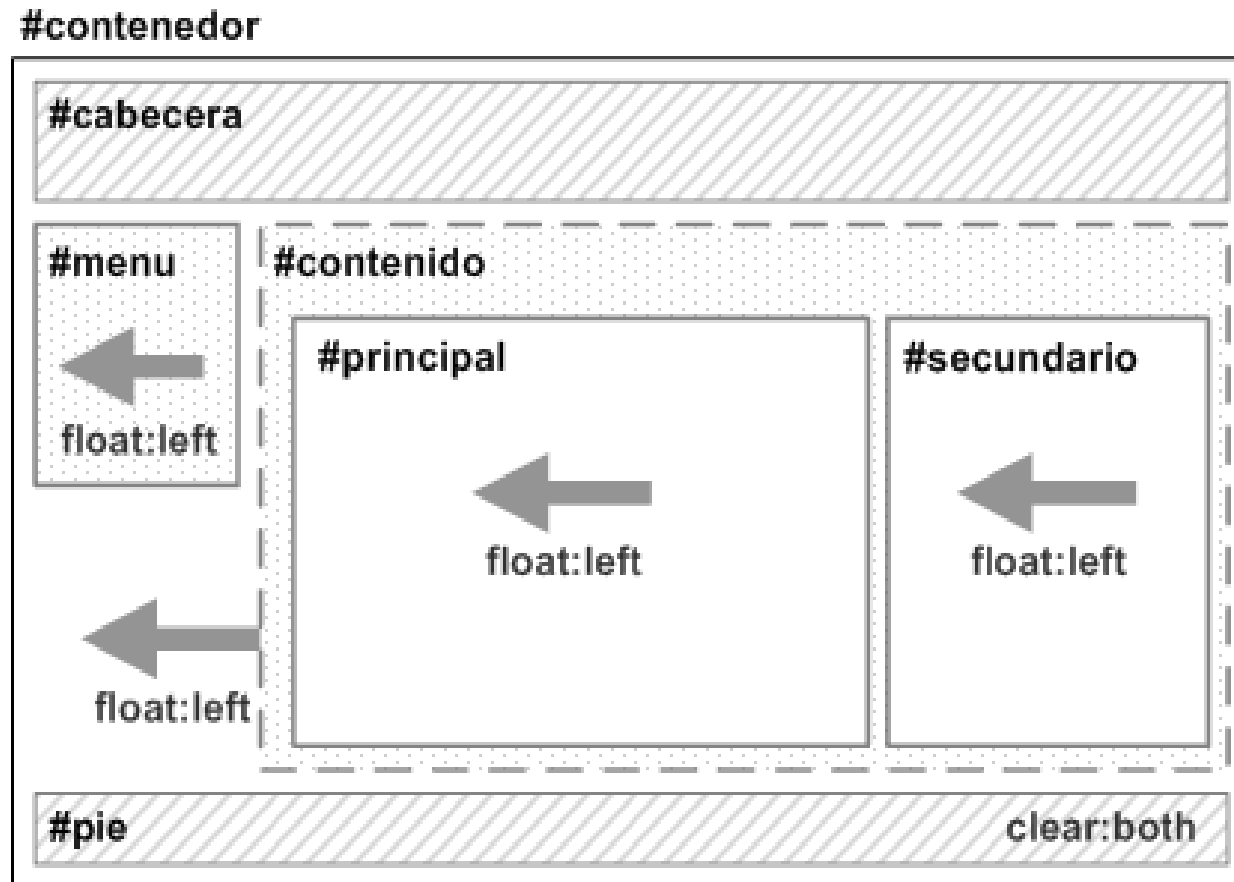 #contenedor
#cabecera
#menu
float:left
float:left
#contenido
#principal
float:left
#secundario
float:left
#pie
clear:both